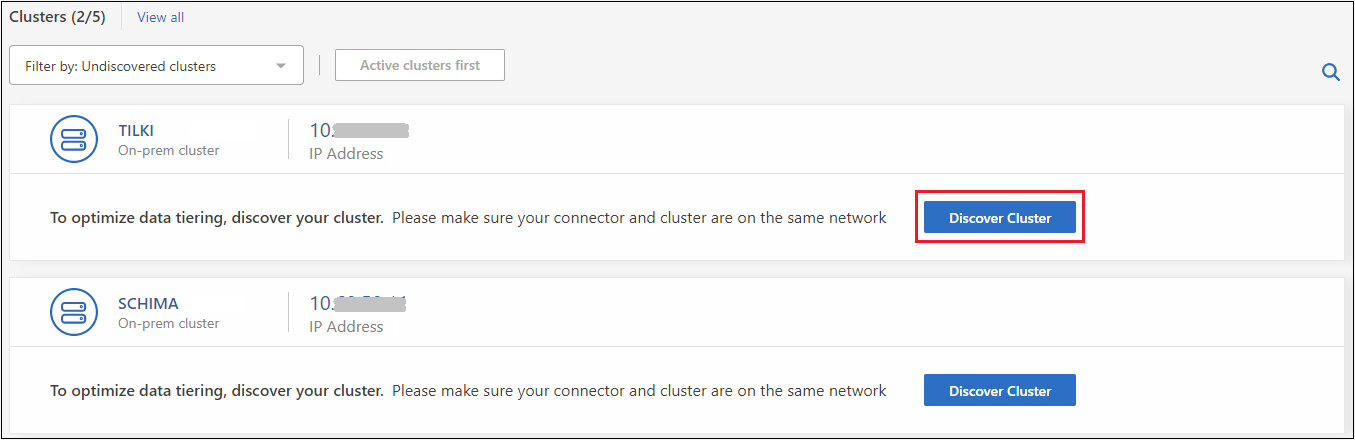 Clusters (2/5) View all
Filter by: Undiscovered clusters Active clusters first
TILKI 10.
On-prem cluster IP Address
To optimize data tiering, discover your cluster. Please make sure your connector and cluster are on the same network Discover Cluster
SCHIMA 10.
On-prem cluster IP Address
To optimize data tiering, discover your cluster. Please make sure your connector and cluster are on the same network Discover Cluster